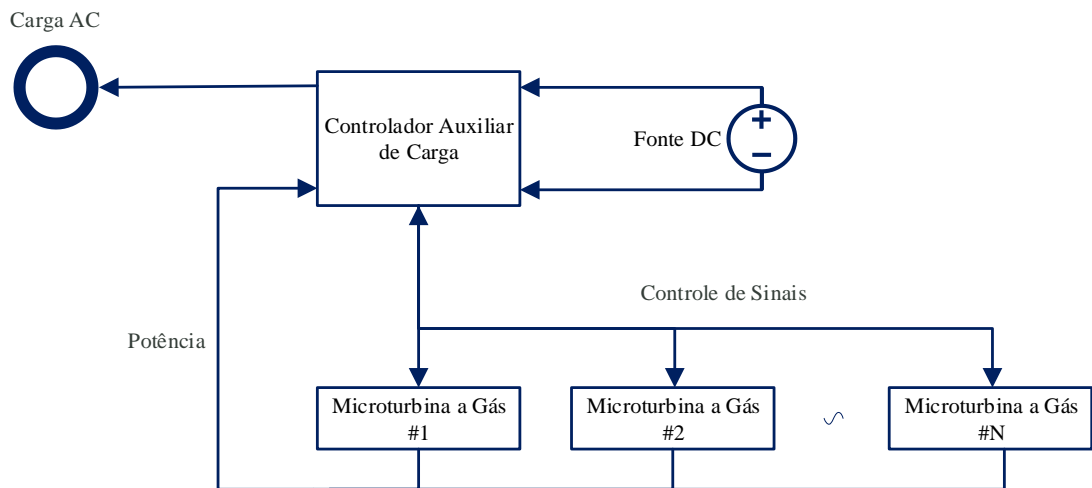 Carga AC
Controlador Auxiliar
de Carga
Fonte DC
+
−
Controle de Sinais
Potência
Microturbina a Gás
#1
Microturbina a Gás
#2
Microturbina a Gás
#N